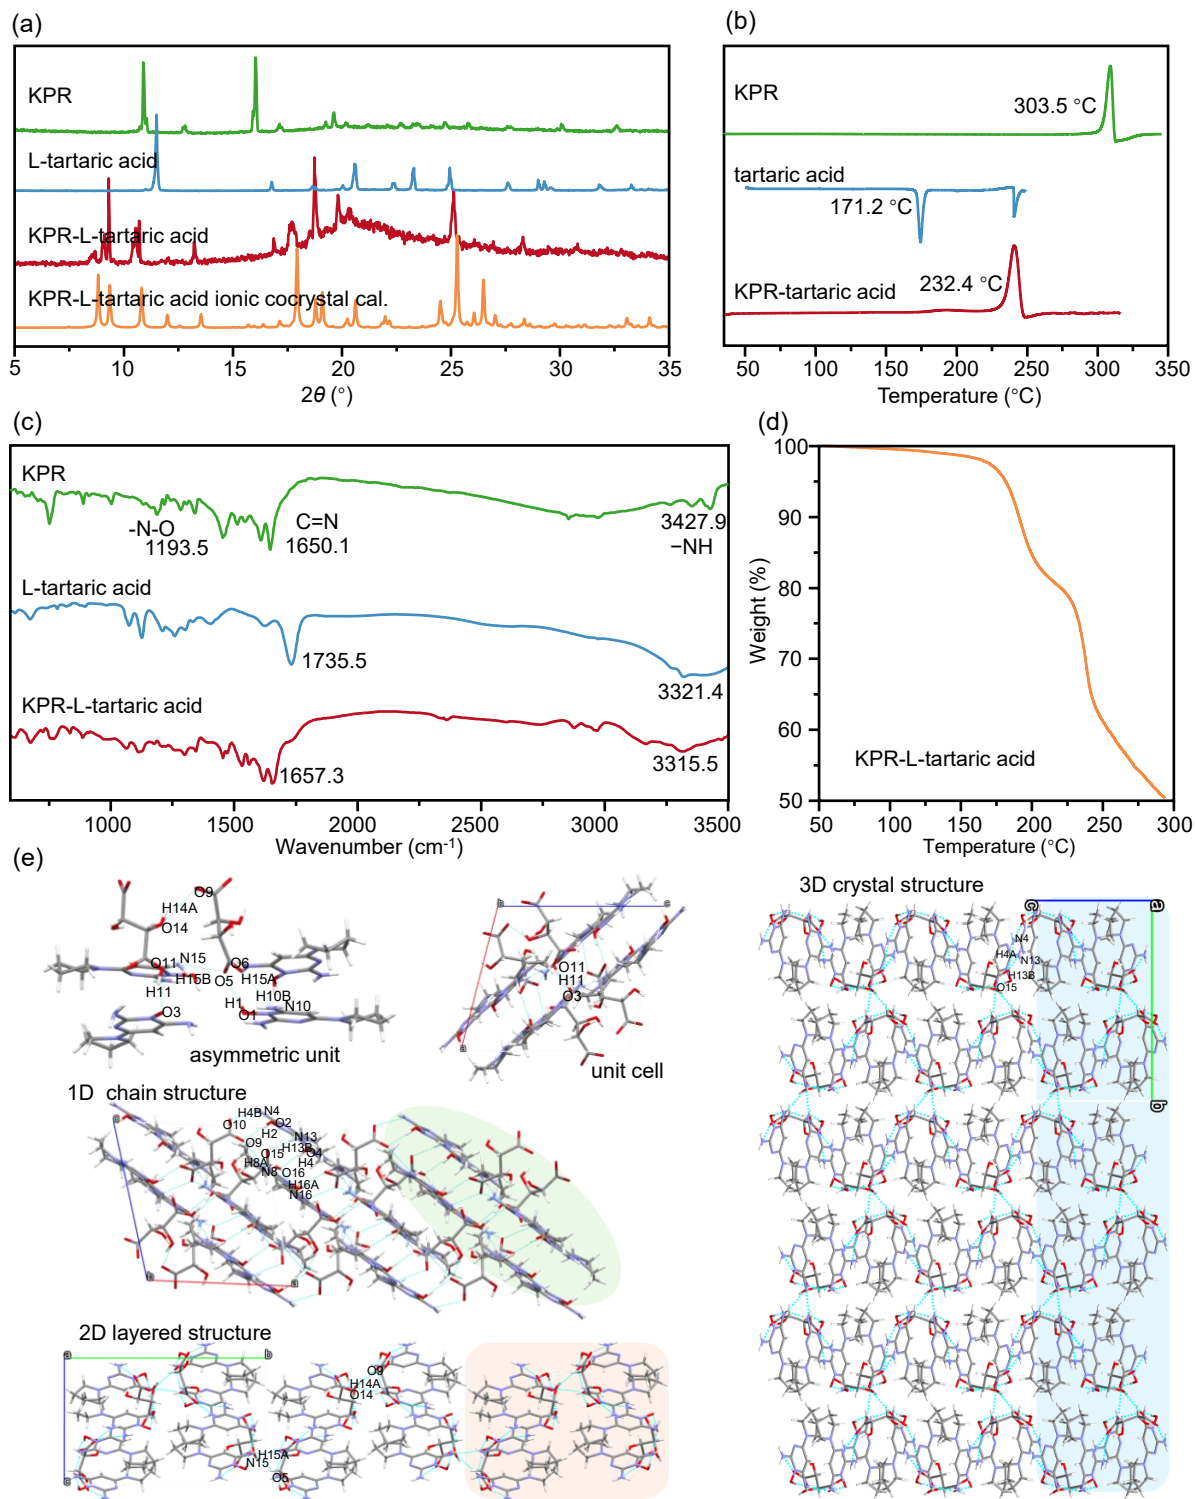 (a)
KPR
L-tartaric acid
KPR-L-tartaric acid
KPR-L-tartaric acid ionic cocrystal cal.
5 10 15 20 25 30 35
2θ (°)
(b)
KPR
303.5 °C
tartaric acid
171.2 °C
KPR-tartaric acid
232.4 °C
50 100 150 200 250 300 350
Temperature (°C)
(c)
KPR
-N-O
1193.5
C=N
1650.1
3427.9
−NH
L-tartaric acid
1735.5
3321.4
KPR-L-tartaric acid
1657.3
3315.5
1000 1500 2000 2500 3000 3500
Wavenumber (cm-1)
(d)
100
90
80
70
60
50
Weight (%)
KPR-L-tartaric acid
50 100 150 200 250 300
Temperature (°C)
(e)
O9
H14A
O14
O11
N15
H15B
O6
O5
H15A
H11
H10B
H1
N10
O3
O1
asymmetric unit
b
c
a
O11
H11
O3
unit cell
1D chain structure
c
b
a
H4B
N4
O10
O2
H2
N13
O9
H13B
O15
O4
H8A
H4
N8
O16
H16A
N16
2D layered structure
a
b
c
O9
H14A
O14
H15A
N15
O5
3D crystal structure
c
a
b
N4
H4A
N13
H13B
O15